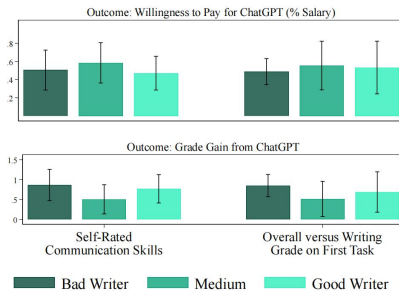 Outcome: Willingness to Pay for ChatGPT (% Salary)
.8
.6
.4
.2
Outcome: Grade Gain from ChatGPT
1.5
1
.5
0
Self-Rated
Communication Skills
Overall versus Writing
Grade on First Task
Bad Writer Medium Good Writer